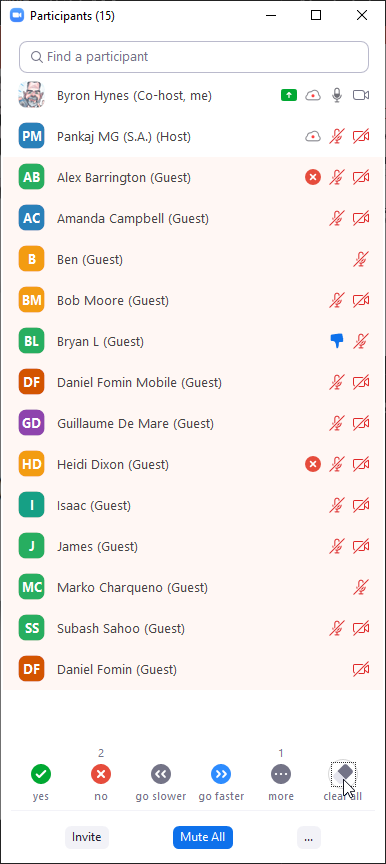 Participants (15)
Find a participant
Byron Hynes (Co-host, me)
PM Pankaj MG (S.A.) (Host)
AB Alex Barrington (Guest)
AC Amanda Campbell (Guest)
B Ben (Guest)
BM Bob Moore (Guest)
BL Bryan L (Guest)
DF Daniel Fomin Mobile (Guest)
GD Guillaume De Mare (Guest)
HD Heidi Dixon (Guest)
I Isaac (Guest)
J James (Guest)
MC Marko Charqueno (Guest)
SS Subash Sahoo (Guest)
DF Daniel Fomin (Guest)
2 1
yes no go slower go faster more clear all
Invite Mute All ...